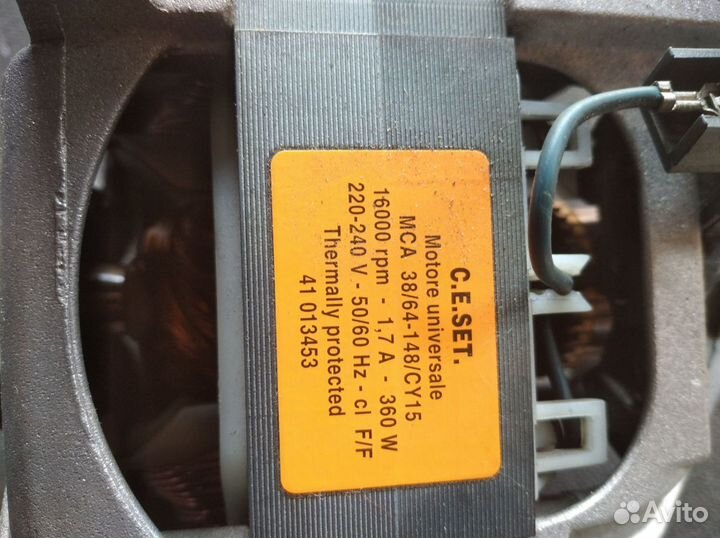 C.E.SET.
Motore universale
MCA 38/64-148/CY15
16000 rpm - 1,7 A - 360 W
220-240 V - 50/60 Hz - cl F/F
Thermally protected
41 013453
Avito